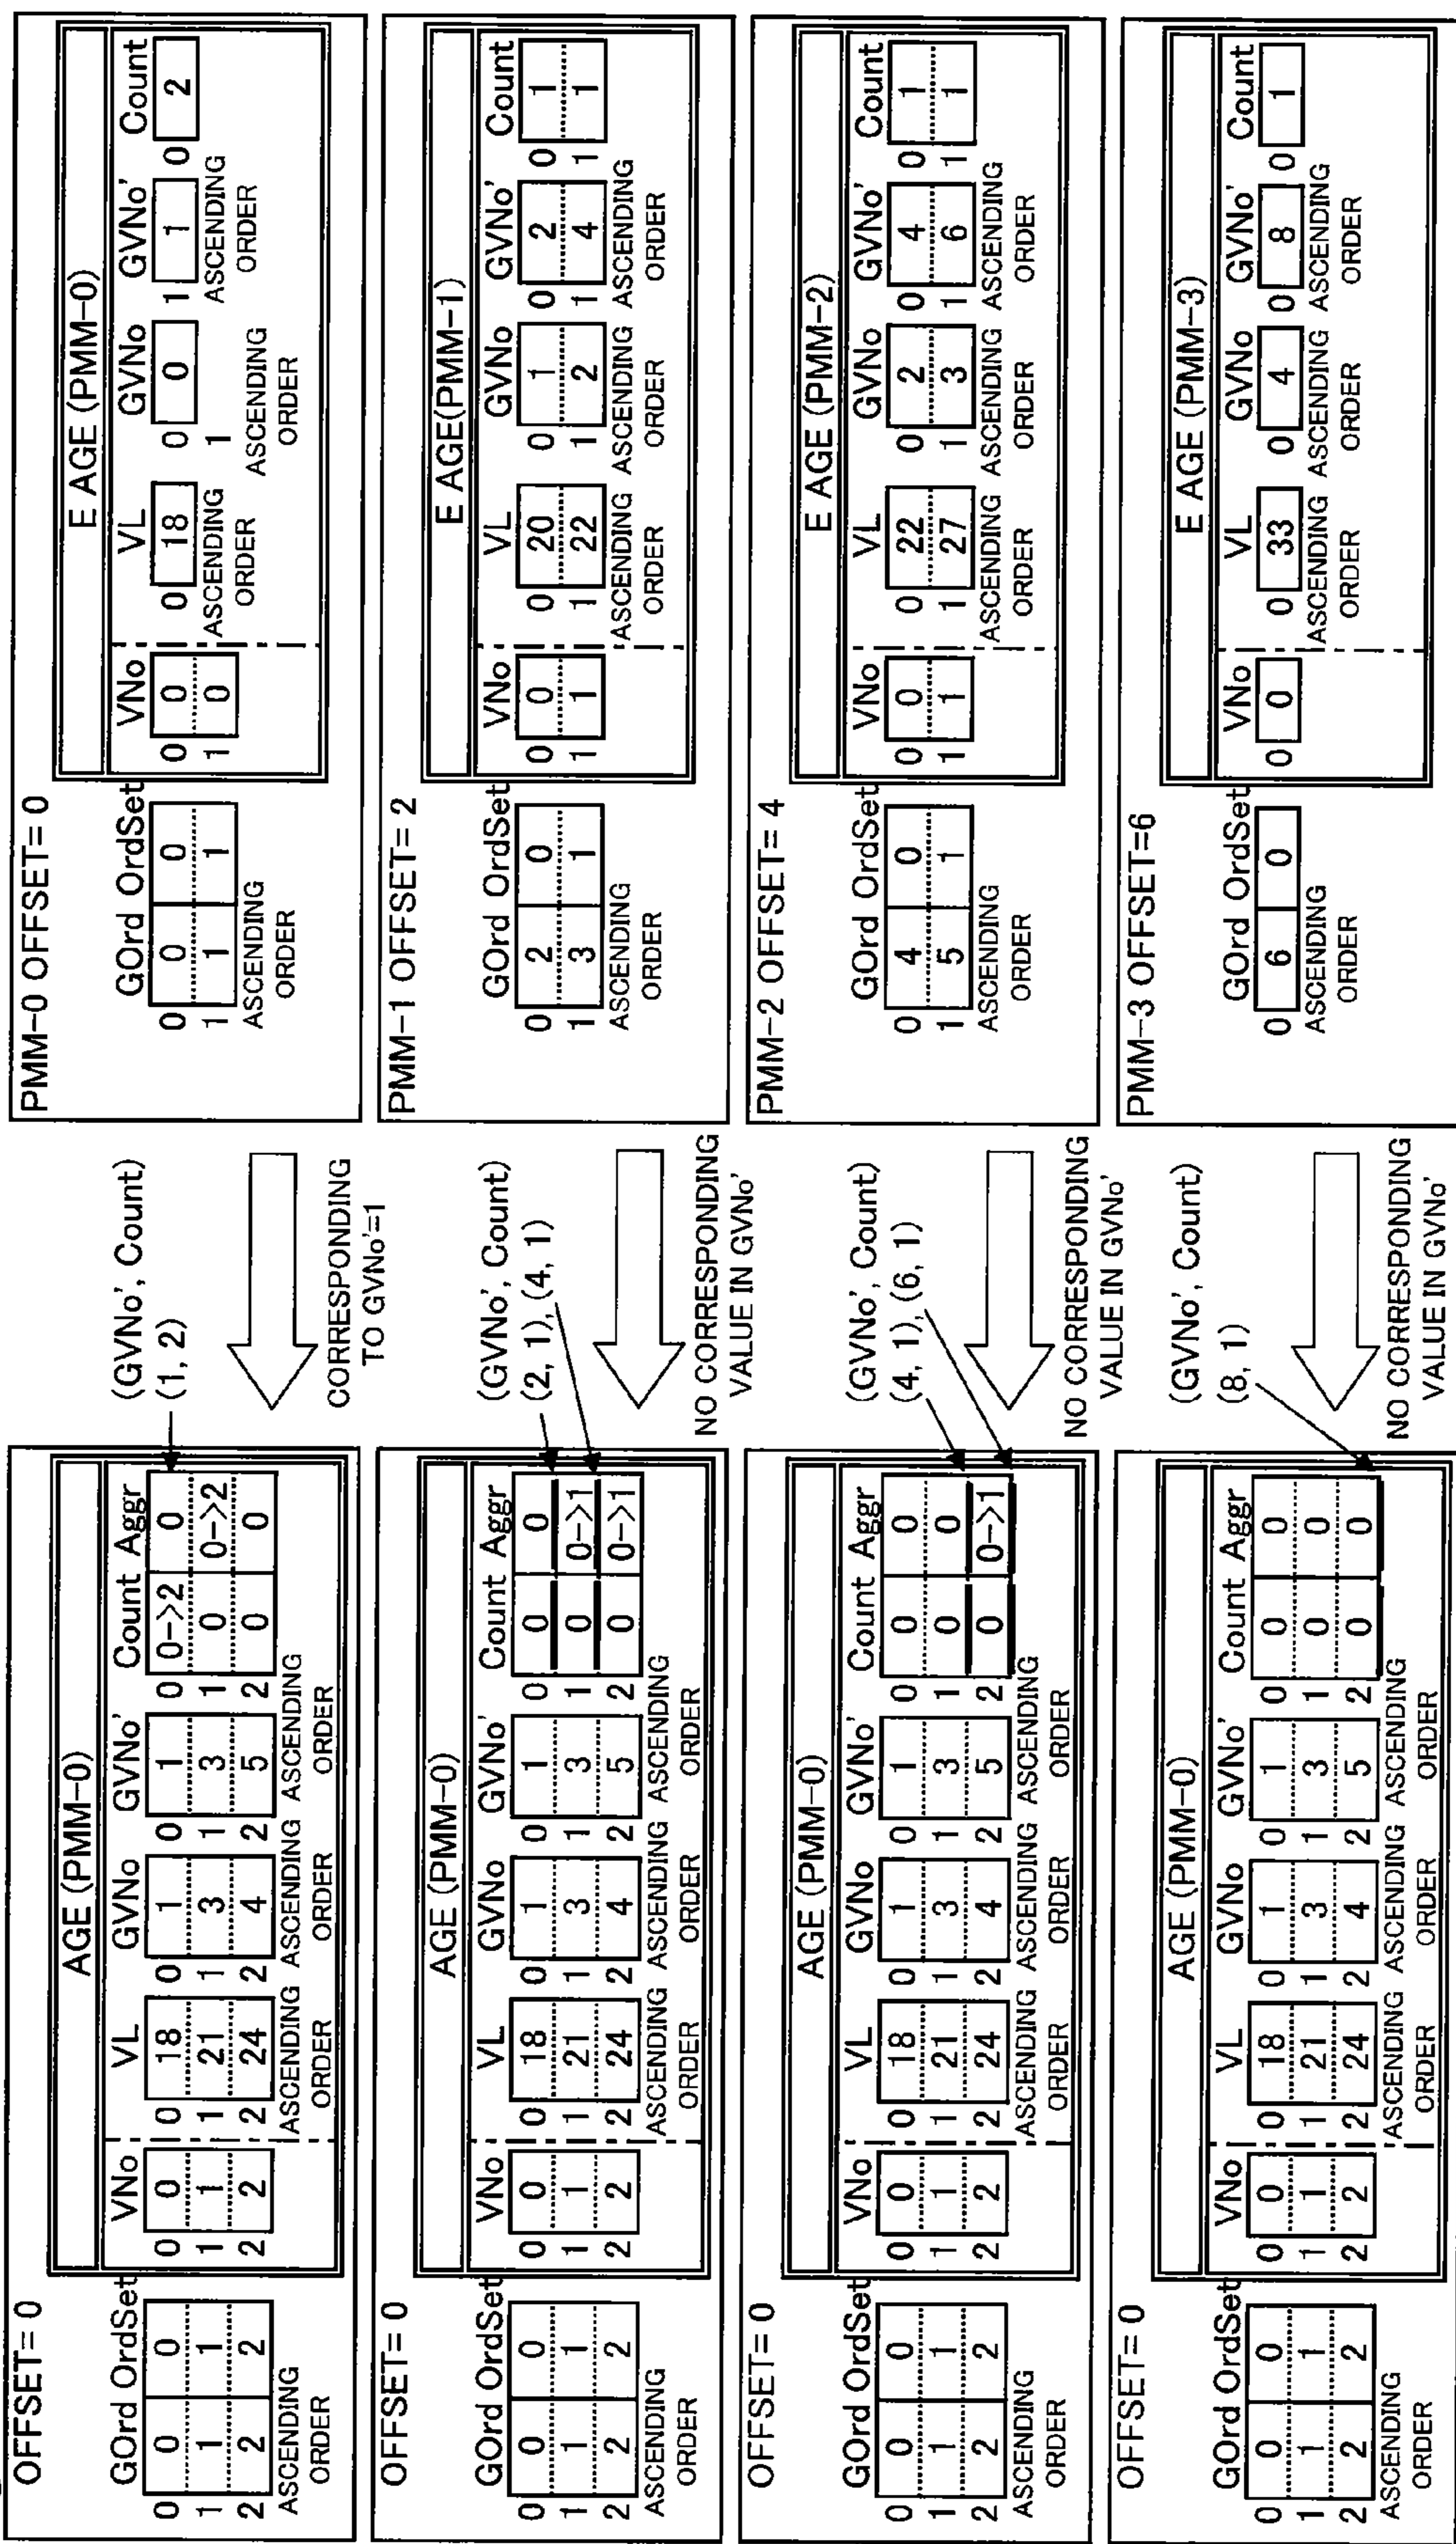 OFFSET= 0
GOrd OrdSet
0 0 0
1 1 1
2 2 2
ASCENDING
ORDER
AGE (PMM-0)
VNo VL GVNo GVNo' Count Aggr
0 0 0 18 0 1 0 1 0 0->2 0
1 1 1 21 1 3 1 3 1 0 0->2
2 2 2 24 2 4 2 5 2 0 0
ASCENDING ASCENDING ASCENDING
ORDER ORDER ORDER
(GVNo', Count)
(1, 2)
CORRESPONDING
TO GVNo'=1
PMM-0 OFFSET= 0
GOrd OrdSet
0 0 0
1 1 1
ASCENDING
ORDER
E AGE (PMM-0)
VNo VL GVNo GVNo' Count
0 0 0 18 0 0 1 1 0 2
1 0 1
ASCENDING ASCENDING ASCENDING
ORDER ORDER ORDER
OFFSET= 0
GOrd OrdSet
0 0 0
1 1 1
2 2 2
ASCENDING
ORDER
AGE (PMM-0)
VNo VL GVNo GVNo' Count Aggr
0 0 0 18 0 1 0 1 0 0 0
1 1 1 21 1 3 1 3 1 0 0->1
2 2 2 24 2 4 2 5 2 0 0->1
ASCENDING ASCENDING ASCENDING
ORDER ORDER ORDER
(GVNo', Count)
(2, 1), (4, 1)
NO CORRESPONDING
VALUE IN GVNo'
PMM-1 OFFSET= 2
GOrd OrdSet
0 2 0
1 3 1
ASCENDING
ORDER
E AGE(PMM-1)
VNo VL GVNo GVNo' Count
0 0 0 20 0 1 0 2 0 1
1 1 1 22 1 2 1 4 1 1
ASCENDING ASCENDING ASCENDING
ORDER ORDER ORDER
OFFSET= 0
GOrd OrdSet
0 0 0
1 1 1
2 2 2
ASCENDING
ORDER
AGE (PMM-0)
VNo VL GVNo GVNo' Count Aggr
0 0 0 18 0 1 0 1 0 0 0
1 1 1 21 1 3 1 3 1 0 0
2 2 2 24 2 4 2 5 2 0 0->1
ASCENDING ASCENDING ASCENDING
ORDER ORDER ORDER
(GVNo', Count)
(4, 1), (6, 1)
NO CORRESPONDING
VALUE IN GVNo'
PMM-2 OFFSET= 4
GOrd OrdSet
0 4 0
1 5 1
ASCENDING
ORDER
E AGE (PMM-2)
VNo VL GVNo GVNo' Count
0 0 0 22 0 2 0 4 0 1
1 1 1 27 1 3 1 6 1 1
ASCENDING ASCENDING ASCENDING
ORDER ORDER ORDER
OFFSET= 0
GOrd OrdSet
0 0 0
1 1 1
2 2 2
ASCENDING
ORDER
AGE (PMM-0)
VNo VL GVNo GVNo' Count Aggr
0 0 0 18 0 1 0 1 0 0 0
1 1 1 21 1 3 1 3 1 0 0
2 2 2 24 2 4 2 5 2 0 0
ASCENDING ASCENDING ASCENDING
ORDER ORDER ORDER
(GVNo', Count)
(8, 1)
NO CORRESPONDING
VALUE IN GVNo'
PMM-3 OFFSET=6
GOrd OrdSet
0 6 0
ASCENDING
ORDER
E AGE (PMM-3)
VNo VL GVNo GVNo' Count
0 0 0 33 0 4 0 8 0 1
ASCENDING ASCENDING ASCENDING
ORDER ORDER ORDER